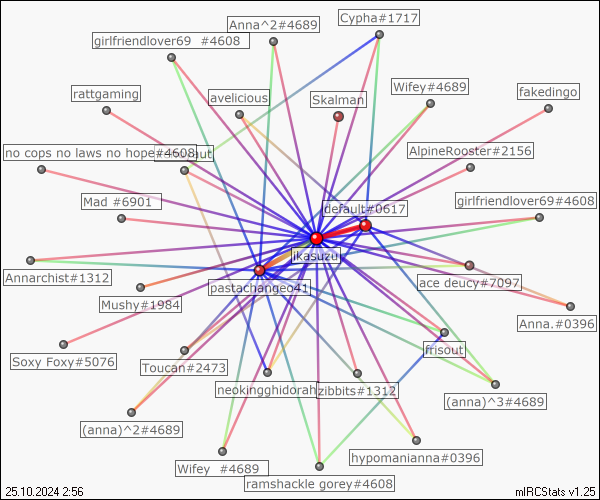 Cypha#1717
Anna^2#4689
girlfriendlover69 #4608
rattgaming
avelicious
Skalman
Wifey#4689
fakedingo
no cops no laws no hope#4608
AlpineRooster#2156
Mad #6901
default#0617
girlfriendlover69#4608
ikasuzu
Annarchist#1312
pastachangeo41
ace deucy#7097
Mushy#1984
Anna.#0396
Soxy Foxy#5076
Toucan#2473
frisout
neokingghidorah
zibbits#1312
(anna)^3#4689
(anna)^2#4689
Wifey #4689
hypomanianna#0396
ramshackle gorey#4608
25.10.2024 2:56
mIRCStats v1.25